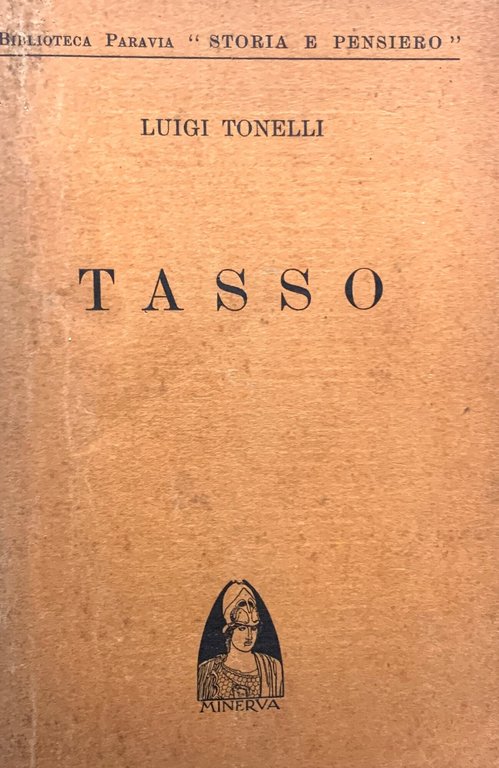 BIBLIOTECA PARAVIA “ STORIA E PENSIERO ”
LUIGI TONELLI
TASSO
MINERVA